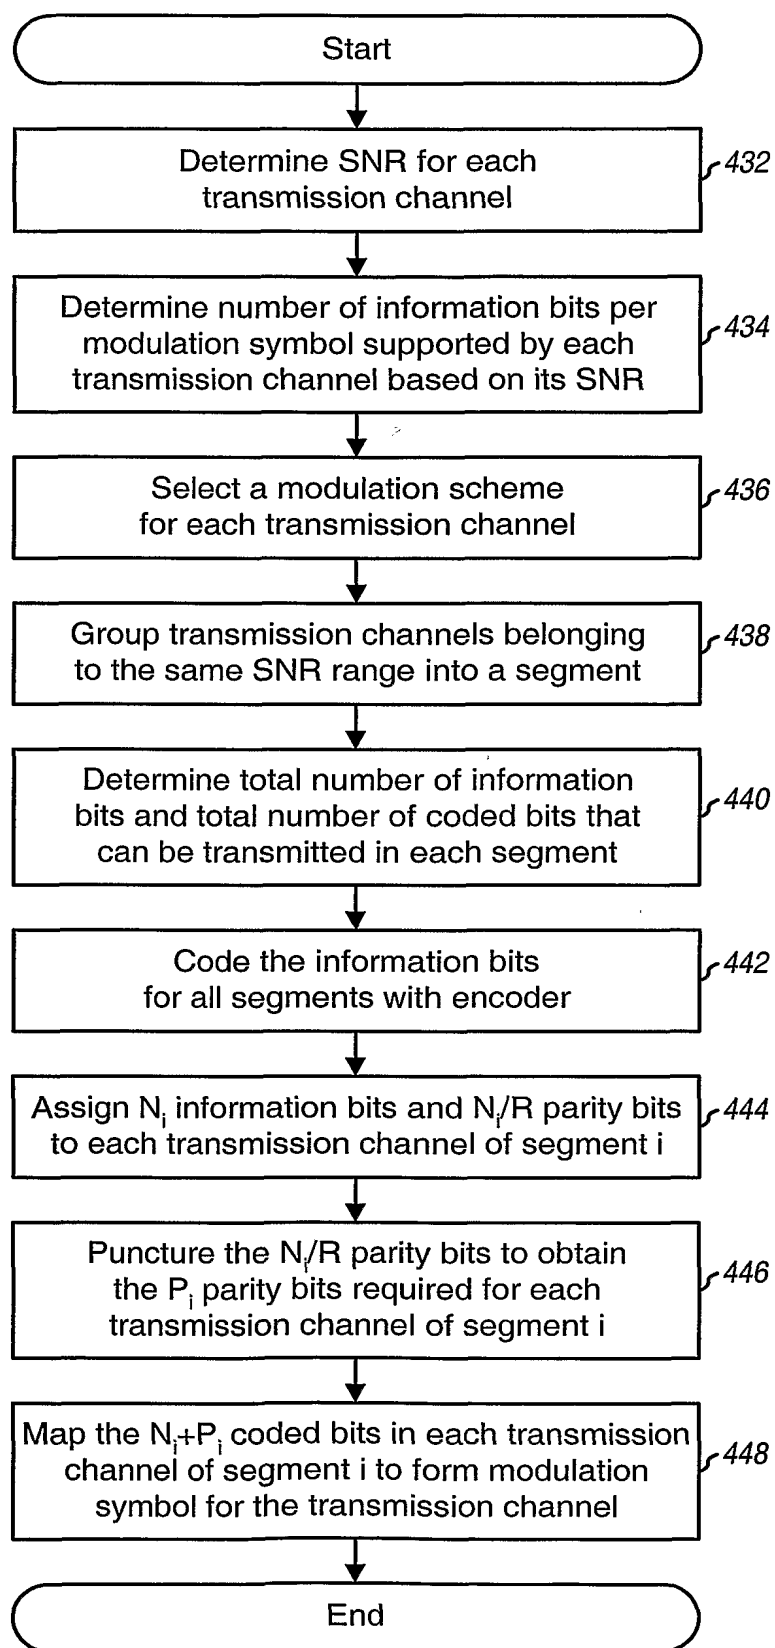 Start
Determine SNR for each
transmission channel
432
Determine number of information bits per
modulation symbol supported by each
transmission channel based on its SNR
434
Select a modulation scheme
for each transmission channel
436
Group transmission channels belonging
to the same SNR range into a segment
438
Determine total number of information
bits and total number of coded bits that
can be transmitted in each segment
440
Code the information bits
for all segments with encoder
442
Assign Ni information bits and Ni/R parity bits
to each transmission channel of segment i
444
Puncture the Ni/R parity bits to obtain
the Pi parity bits required for each
transmission channel of segment i
446
Map the Ni+Pi coded bits in each transmission
channel of segment i to form modulation
symbol for the transmission channel
448
End